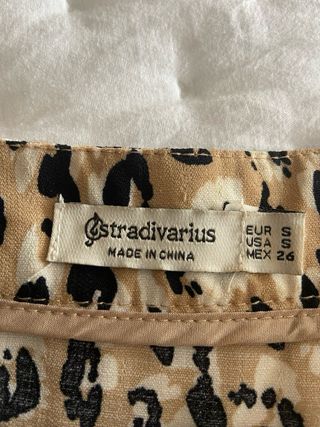 stradivarius
MADE IN CHINA
EUR S
USA S
MEX 26